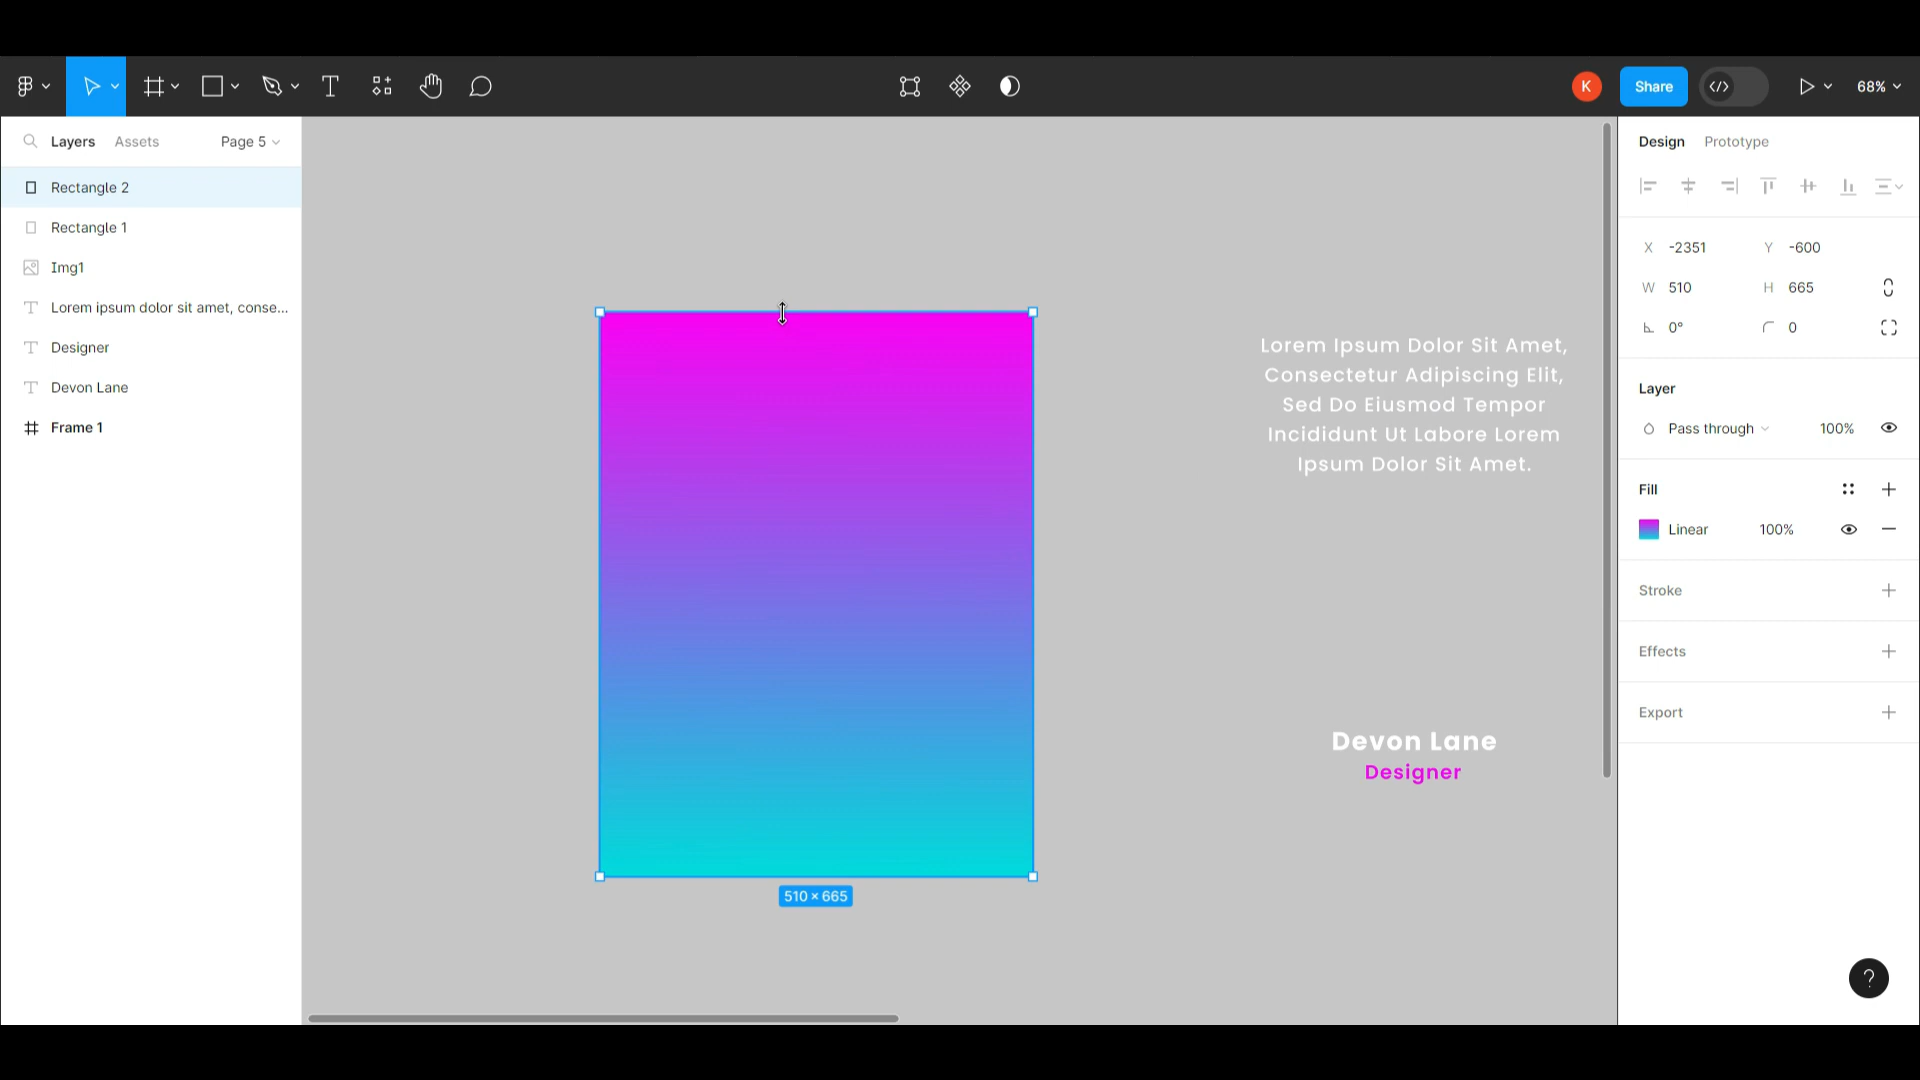 K
Share
68%
Layers
Assets
Page 5
Design
Prototype
Rectangle 2
Rectangle 1
Img1
Lorem ipsum dolor sit amet, conse...
Designer
Devon Lane
Frame 1
Lorem Ipsum Dolor Sit Amet,
Consectetur Adipiscing Elit,
Sed Do Eiusmod Tempor
Incididunt Ut Labore Lorem
Ipsum Dolor Sit Amet.
Devon Lane
Designer
510 × 665
X -2351 Y -600
W 510 H 665
0° 0
Layer
Pass through 100%
Fill
Linear 100%
Stroke
Effects
Export
?